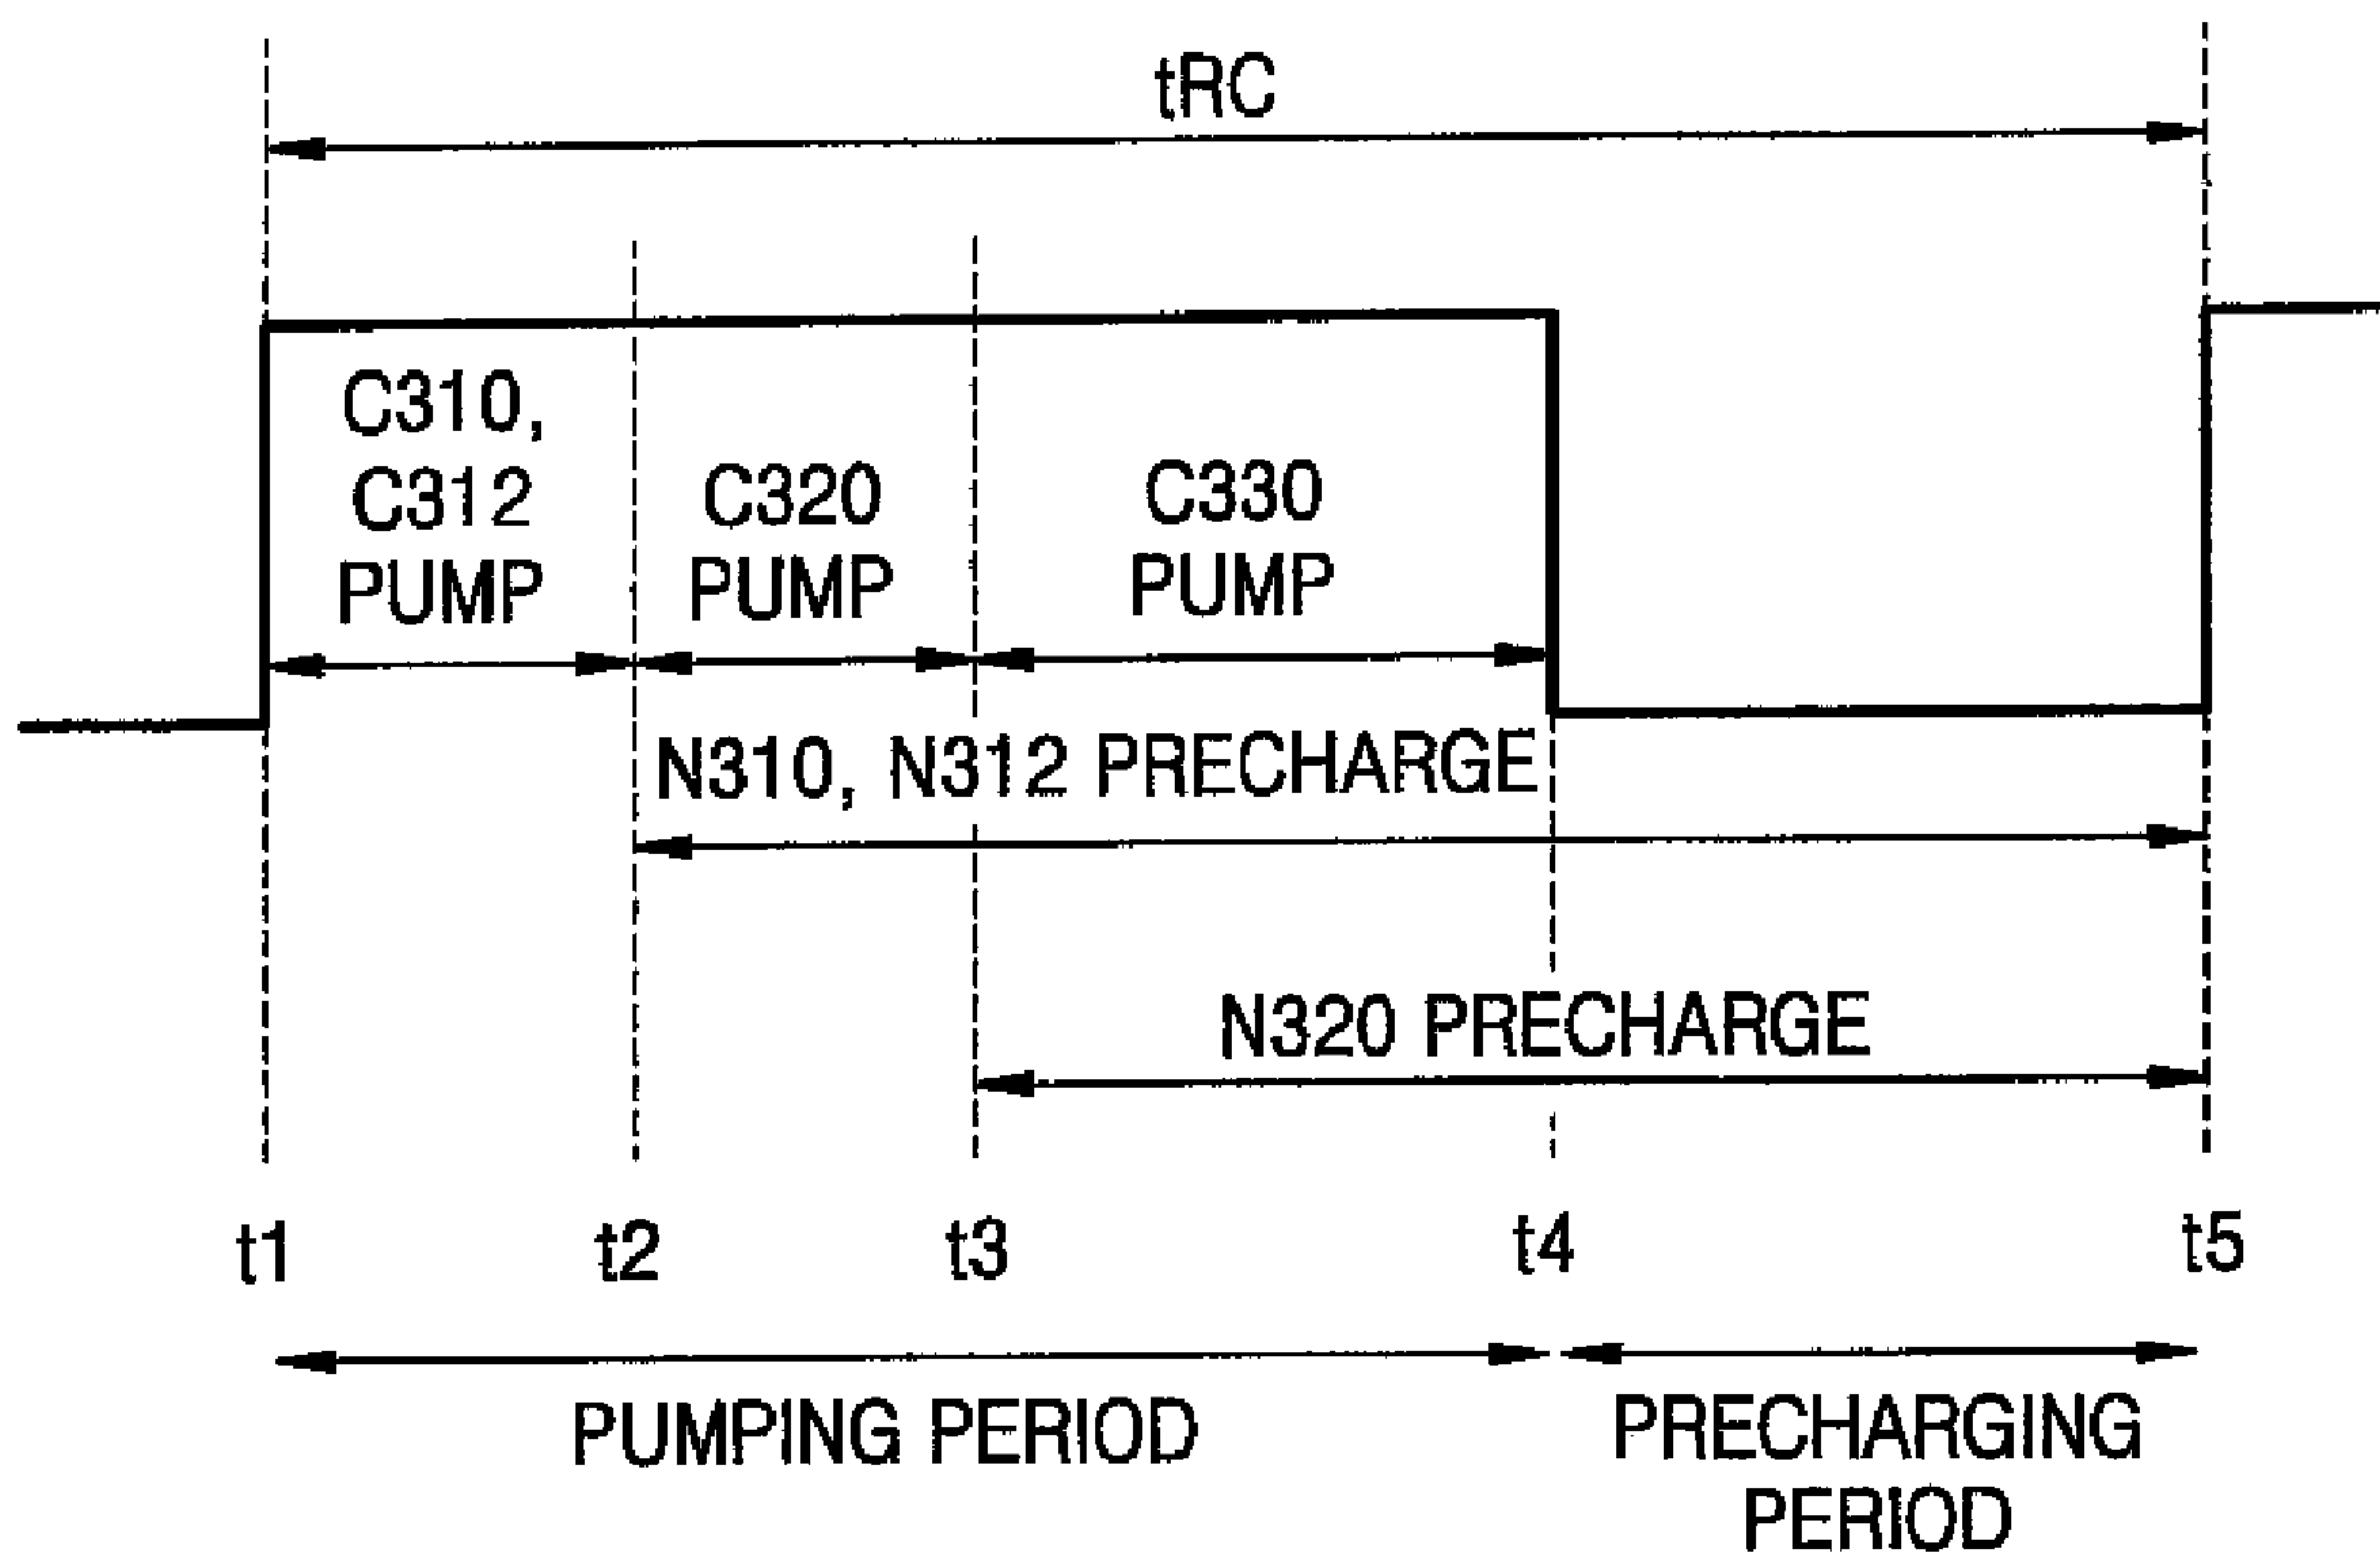 tRC
C310,
C312
PUMP
C320
PUMP
C330
PUMP
N310, N312 PRECHARGE
N320 PRECHARGE
t1
t2
t3
t4
t5
PUMPING PERIOD
PRECHARGING
PERIOD